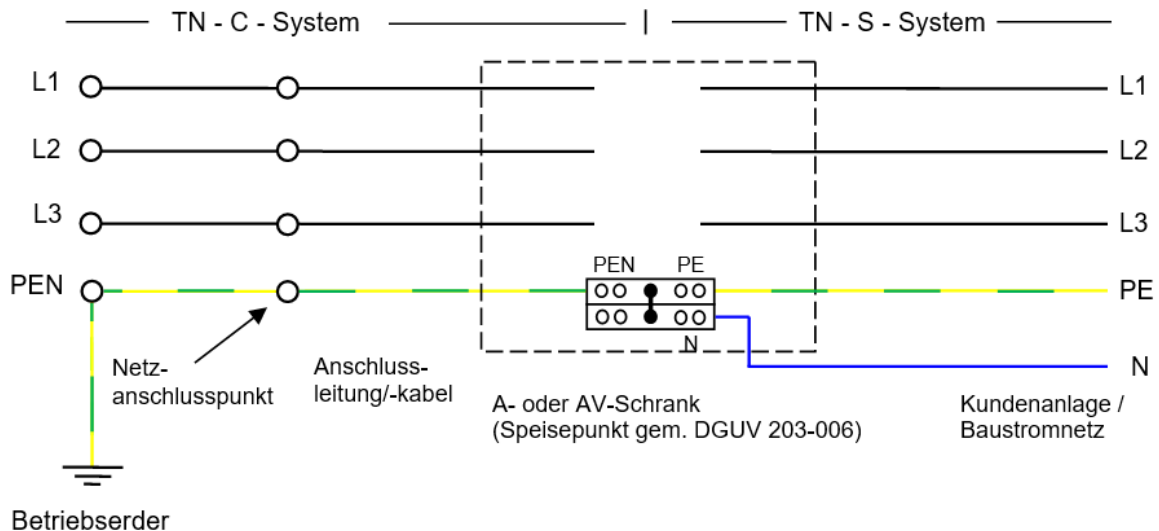 TN - C - System
TN - S - System
L1
L1
L2
L2
L3
L3
PEN
PEN
PE
PE
N
N
Netz-
anschlusspunkt
Anschluss-
leitung/-kabel
A- oder AV-Schrank
(Speisepunkt gem. DGUV 203-006)
Kundenanlage /
Baustromnetz
Betriebserder